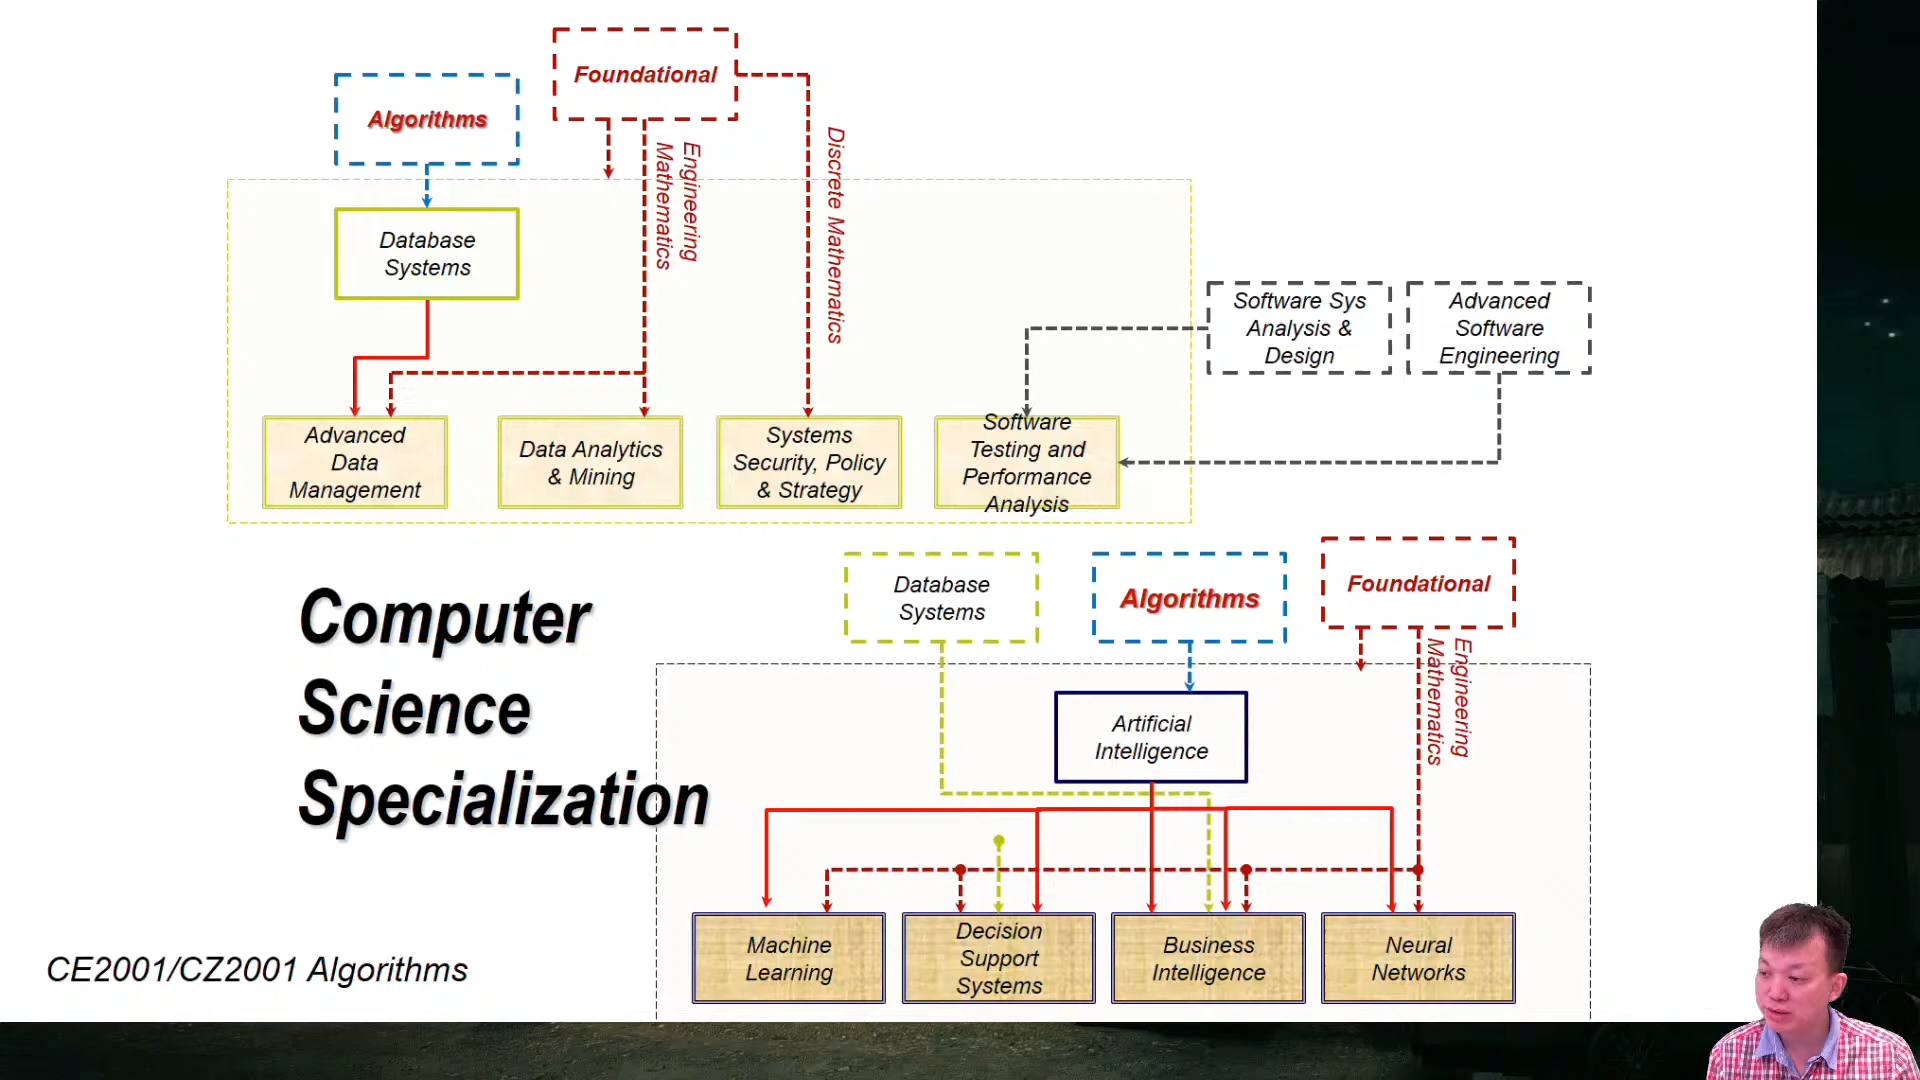 Foundational
Algorithms
Engineering
Mathematics
Discrete Mathematics
Database
Systems
Software Sys
Analysis &
Design
Advanced
Software
Engineering
Advanced
Data
Management
Data Analytics
& Mining
Systems
Security, Policy
& Strategy
Software
Testing and
Performance
Analysis
Computer
Science
Specialization
Database
Systems
Algorithms
Foundational
Engineering
Mathematics
Artificial
Intelligence
Machine
Learning
Decision
Support
Systems
Business
Intelligence
Neural
Networks
CE2001/CZ2001 Algorithms